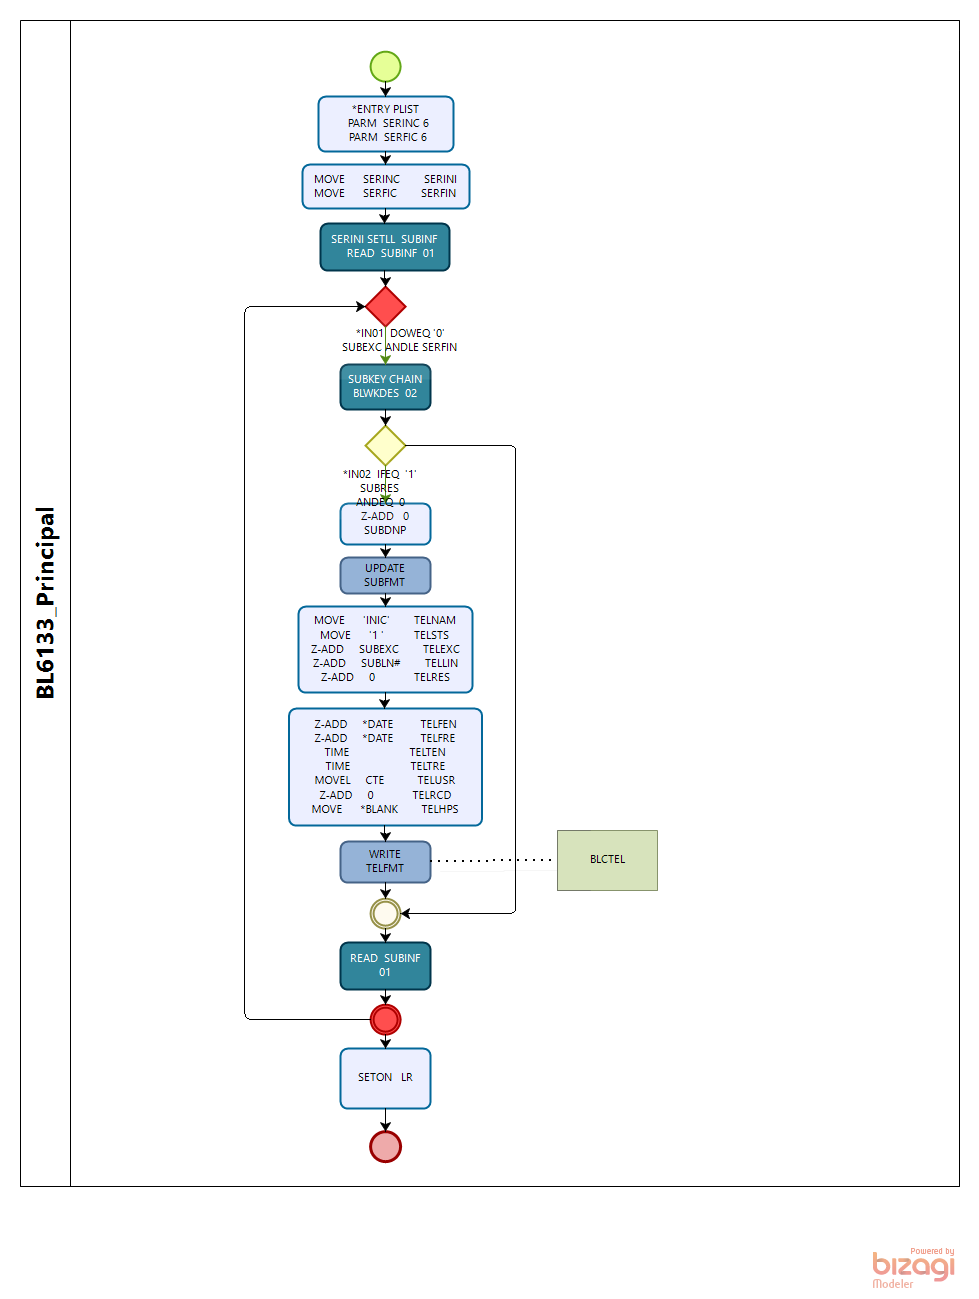 BL6133_Principal
*ENTRY PLIST
PARM SERINC 6
PARM SERFIC 6
MOVE SERINC SERINI
MOVE SERFIC SERFIN
SERINI SETLL SUBINF
READ SUBINF 01
*IN01 DOWEQ '0'
SUBEXC ANDLE SERFIN
SUBKEY CHAIN
BLWKDES 02
*IN02 IFEQ '1'
SUBRES
ANDEQ 0
Z-ADD 0
SUBDNP
UPDATE
SUBFMT
MOVE 'INIC' TELNAM
MOVE '1 ' TELSTS
Z-ADD SUBEXC TELEXC
Z-ADD SUBLN# TELLIN
Z-ADD 0 TELRES
Z-ADD *DATE TELFEN
Z-ADD *DATE TELFRE
TIME TELTEN
TIME TELTRE
MOVEL CTE TELUSR
Z-ADD 0 TELRCD
MOVE *BLANK TELHPS
WRITE
TELFMT
BLCTEL
READ SUBINF
01
SETON LR
Powered by
bizagi
Modeler